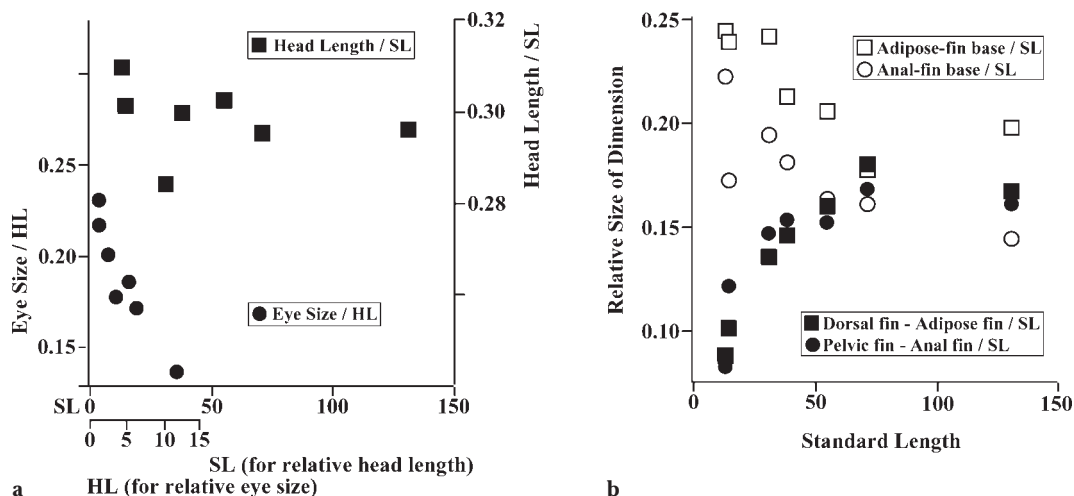 0.32
Head Length / SL
0.30
Head Length / SL
0.25
0.28
Eye Size / HL
0.20
Eye Size / HL
0.15
SL 0 50 100 150
0 5 10 15
SL (for relative head length)
a HL (for relative eye size)
0.25
Adipose-fin base / SL
Anal-fin base / SL
0.20
Relative Size of Dimension
0.15
Dorsal fin - Adipose fin / SL
0.10
Pelvic fin - Anal fin / SL
0 50 100 150
Standard Length
b